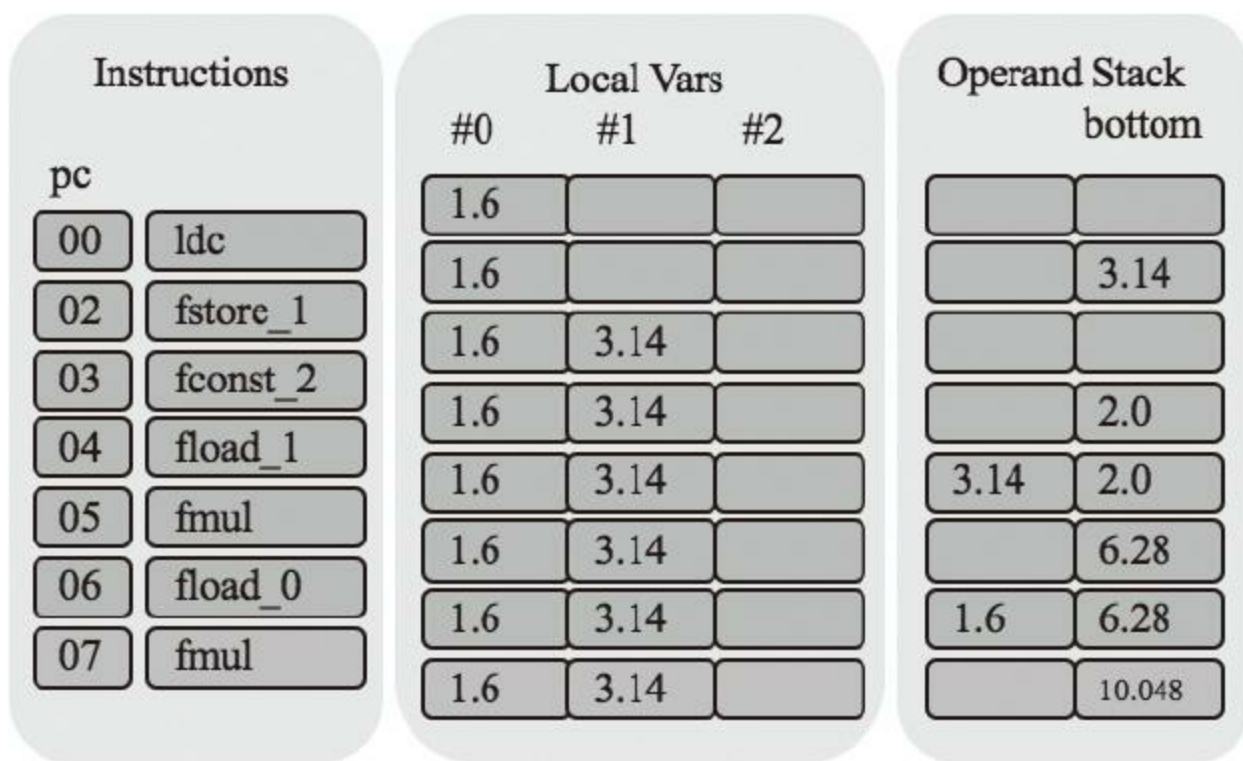 Instructions
pc
00 ldc
02 fstore_1
03 fconst_2
04 fload_1
05 fmul
06 fload_0
07 fmul
Local Vars
#0 #1 #2
1.6
1.6
1.6 3.14
1.6 3.14
1.6 3.14
1.6 3.14
1.6 3.14
1.6 3.14
Operand Stack
bottom
3.14
2.0
3.14 2.0
6.28
1.6 6.28
10.048